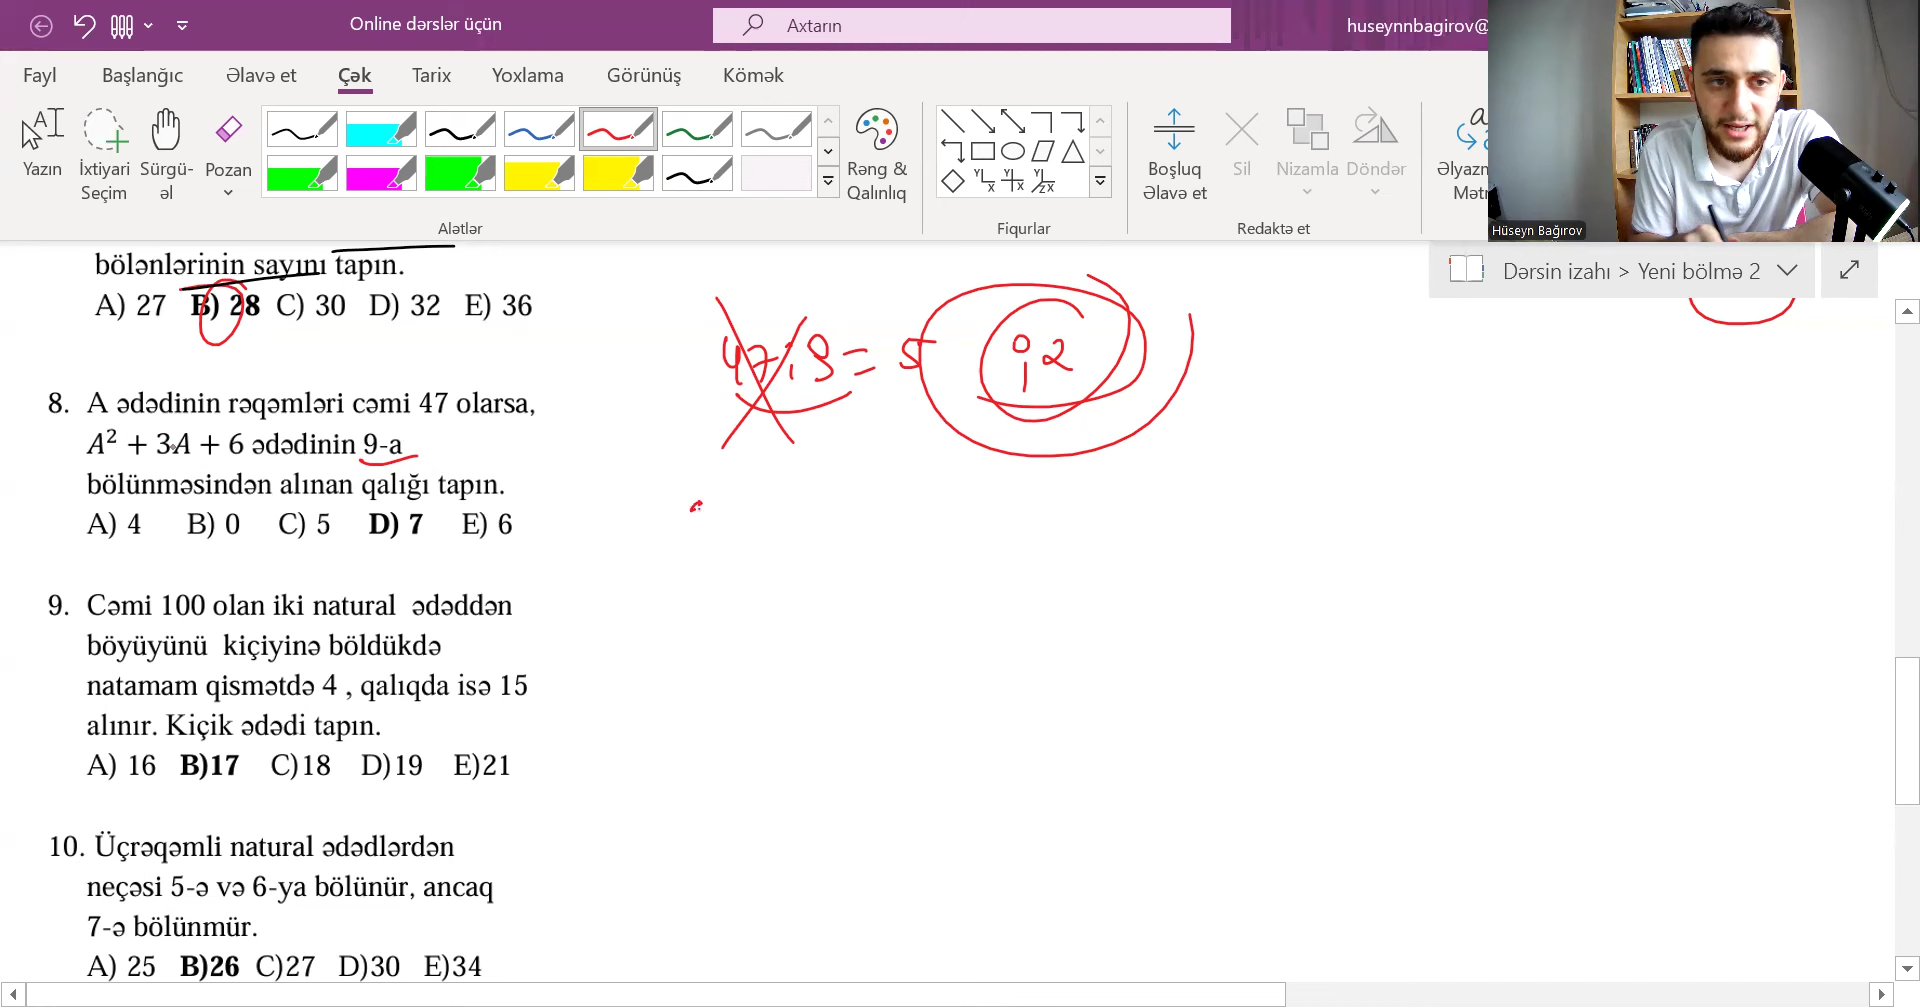 Online dərslər üçün
Axtarın
huseynnbagirov@
Fayl Başlanğıc Əlavə et Çək Tarix Yoxlama Görünüş Kömək
Yazın
İxtiyari Seçim
Sürgü-əl
Pozan
Rəng & Qalınlıq
Boşluq Əlavə et
Sil
Nizamla
Döndər
Alətlər
Fiqurlar
Redaktə et
Hüseyn Bağırov
Dərsin izahı > Yeni bölmə 2
bölənlərinin sayını tapın.
A) 27 B) 28 C) 30 D) 32 E) 36
47:9 = 5
8. A ədədinin rəqəmləri cəmi 47 olarsa,
A² + 3A + 6 ədədinin 9-a
bölünməsindən alınan qalığı tapın.
A) 4 B) 0 C) 5 D) 7 E) 6
9. Cəmi 100 olan iki natural ədəddən
böyüyünü kiçiyinə böldükdə
natamam qismətdə 4 , qalıqda isə 15
alınır. Kiçik ədədi tapın.
A) 16 B)17 C)18 D)19 E)21
10. Üçrəqəmli natural ədədlərdən
neçəsi 5-ə və 6-ya bölünür, ancaq
7-ə bölünmür.
A) 25 B)26 C)27 D)30 E)34